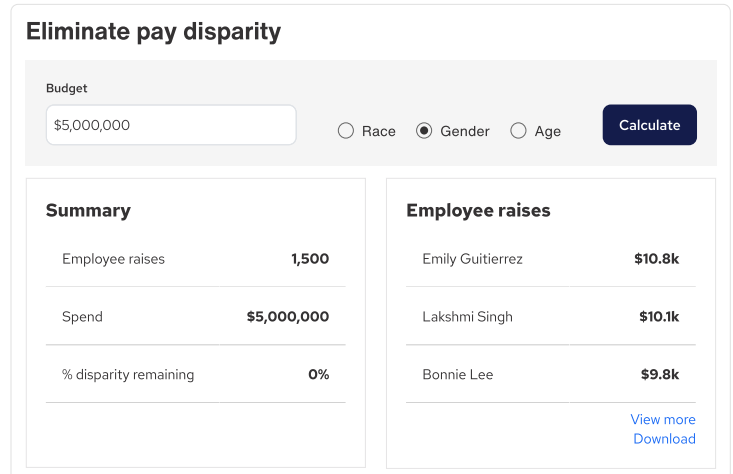 Eliminate pay disparity
Budget
$5,000,000
Race Gender Age
Calculate
Summary
Employee raises 1,500
Spend $5,000,000
% disparity remaining 0%
Employee raises
Emily Guitierrez $10.8k
Lakshmi Singh $10.1k
Bonnie Lee $9.8k
View more
Download